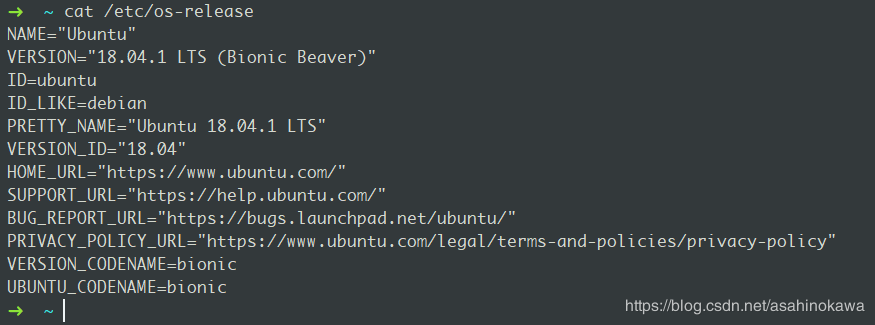 ➜ ~ cat /etc/os-release
NAME="Ubuntu"
VERSION="18.04.1 LTS (Bionic Beaver)"
ID=ubuntu
ID_LIKE=debian
PRETTY_NAME="Ubuntu 18.04.1 LTS"
VERSION_ID="18.04"
HOME_URL="https://www.ubuntu.com/"
SUPPORT_URL="https://help.ubuntu.com/"
BUG_REPORT_URL="https://bugs.launchpad.net/ubuntu/"
PRIVACY_POLICY_URL="https://www.ubuntu.com/legal/terms-and-policies/privacy-policy"
VERSION_CODENAME=bionic
UBUNTU_CODENAME=bionic
➜ ~
https://blog.csdn.net/asahinokawa